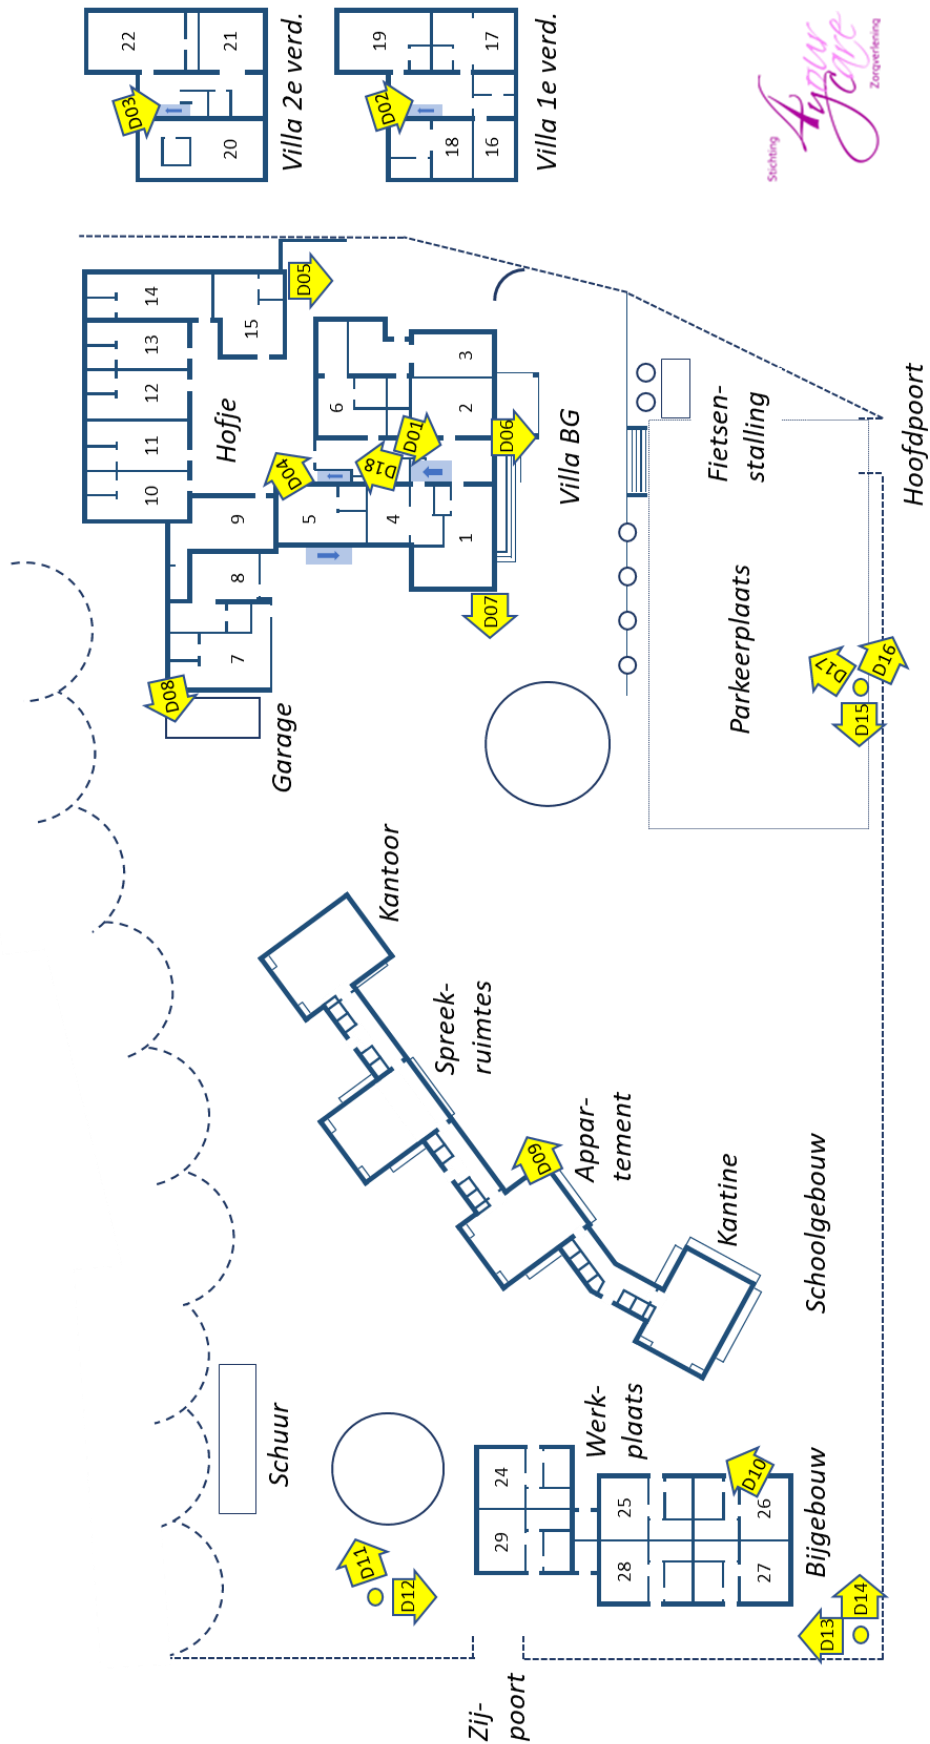 Villa 2e verd.
22
21
20
D03
Villa 1e verd.
19
17
18
16
D02
Stichting
4your
care
Zorgverlening
Hofje
14
13
12
11
10
15
9
8
7
6
5
4
3
2
1
D05
D04
D18
D01
D06
D07
D08
Villa BG
Garage
Fietsen-
stalling
Parkeerplaats
Hoofdpoort
D17
D16
D15
Kantoor
Spreek-
ruimtes
Appar-
tement
D09
Kantine
Schoolgebouw
Schuur
Werk-
plaats
24
29
25
28
26
27
D10
Bijgebouw
D11
D12
D13
D14
Zij-
poort